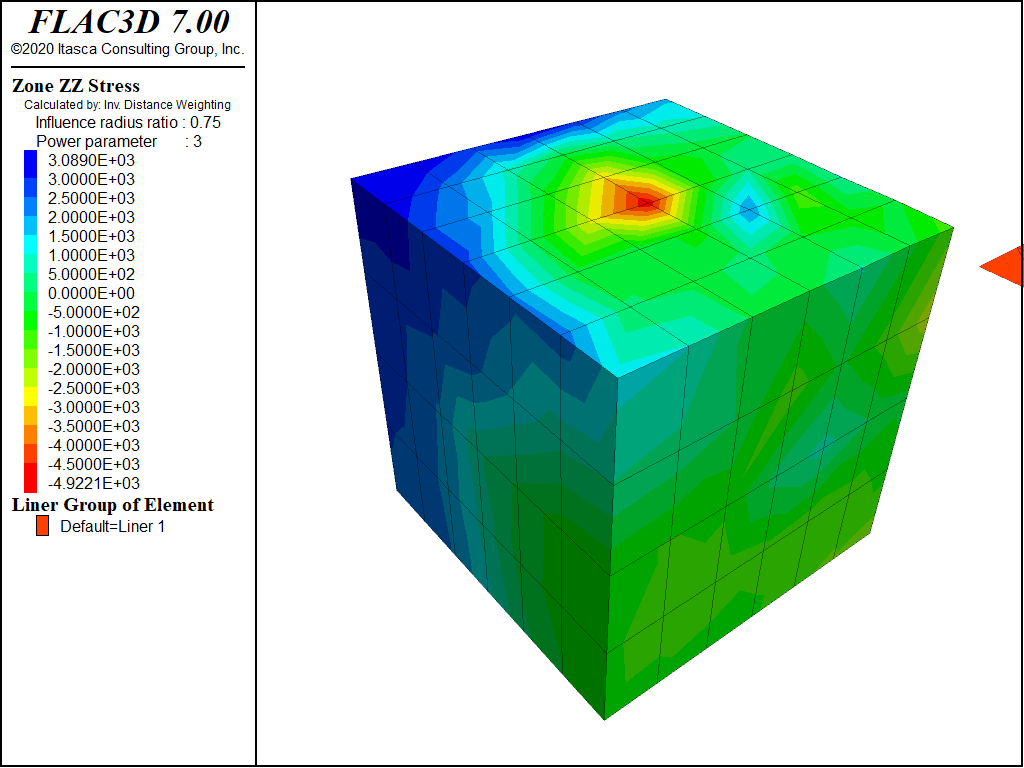 FLAC3D 7.00
©2020 Itasca Consulting Group, Inc.
Zone ZZ Stress
Calculated by: Inv. Distance Weighting
Influence radius ratio : 0.75
Power parameter : 3
3.0890E+03
3.0000E+03
2.5000E+03
2.0000E+03
1.5000E+03
1.0000E+03
5.0000E+02
0.0000E+00
-5.0000E+02
-1.0000E+03
-1.5000E+03
-2.0000E+03
-2.5000E+03
-3.0000E+03
-3.5000E+03
-4.0000E+03
-4.5000E+03
-4.9221E+03
Liner Group of Element
Default=Liner 1